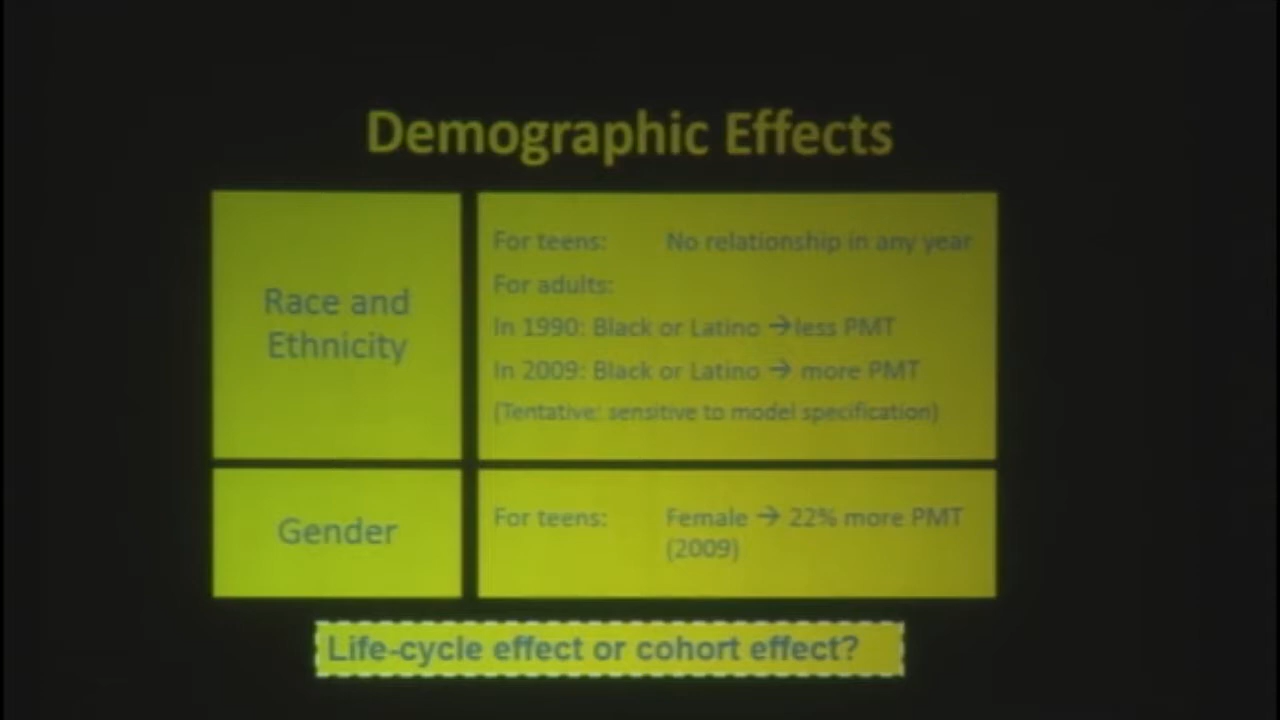 Demographic Effects
Race and
Ethnicity
For teens: No relationship in any year
For adults:
In 1990: Black or Latino → less PMT
In 2009: Black or Latino → more PMT
(Tentative: sensitive to model specification)
Gender
For teens: Female → 22% more PMT
(2009)
Life-cycle effect or cohort effect?